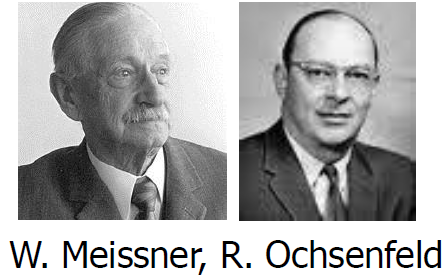 W. Meissner, R. Ochsenfeld